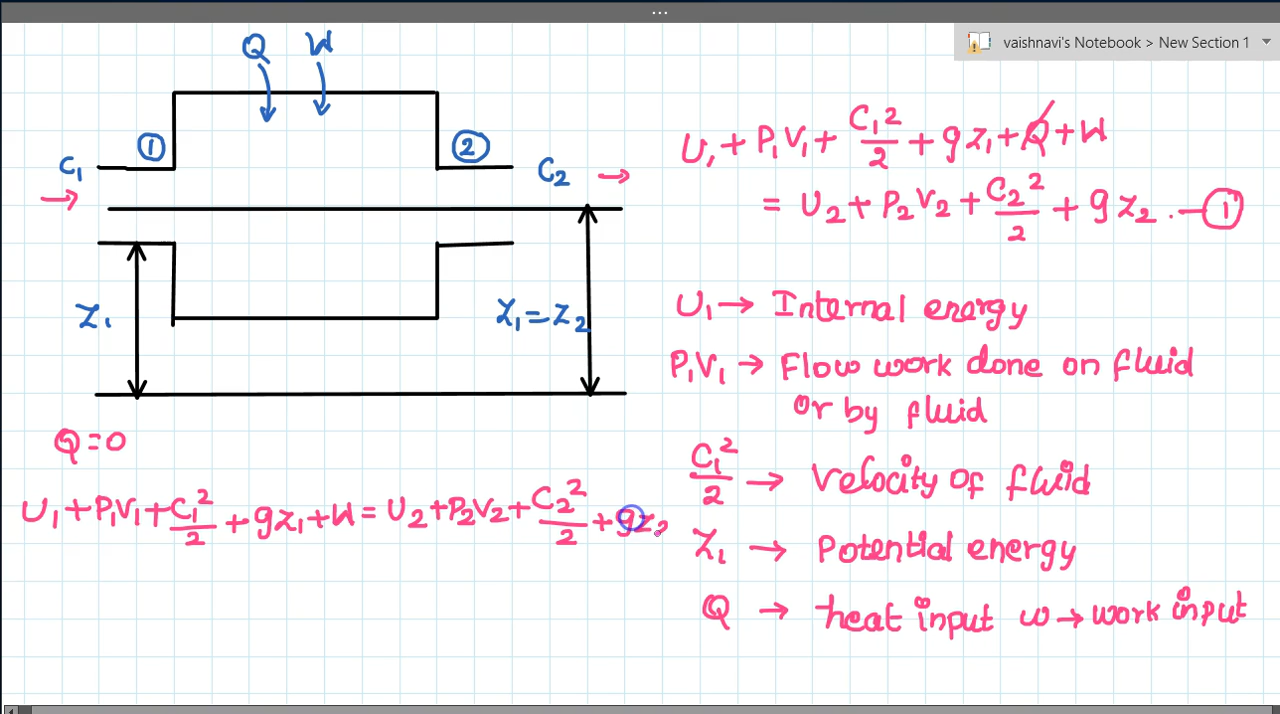 vaishnavi's Notebook > New Section 1
Q W
① ②
C₁ → C₂ →
Z₁ Z₁ = Z₂
Q = 0
U₁ + P₁V₁ + C₁²/2 + gz₁ + W = U₂ + P₂V₂ + C₂²/2 + gz₂
U₁ + P₁V₁ + C₁²/2 + gz₁ + Q + W
= U₂ + P₂V₂ + C₂²/2 + gz₂ . — ①
U₁ → Internal energy
P₁V₁ → Flow work done on fluid
or by fluid
C₁²/2 → Velocity of fluid
Z₁ → Potential energy
Q → heat input w → work input